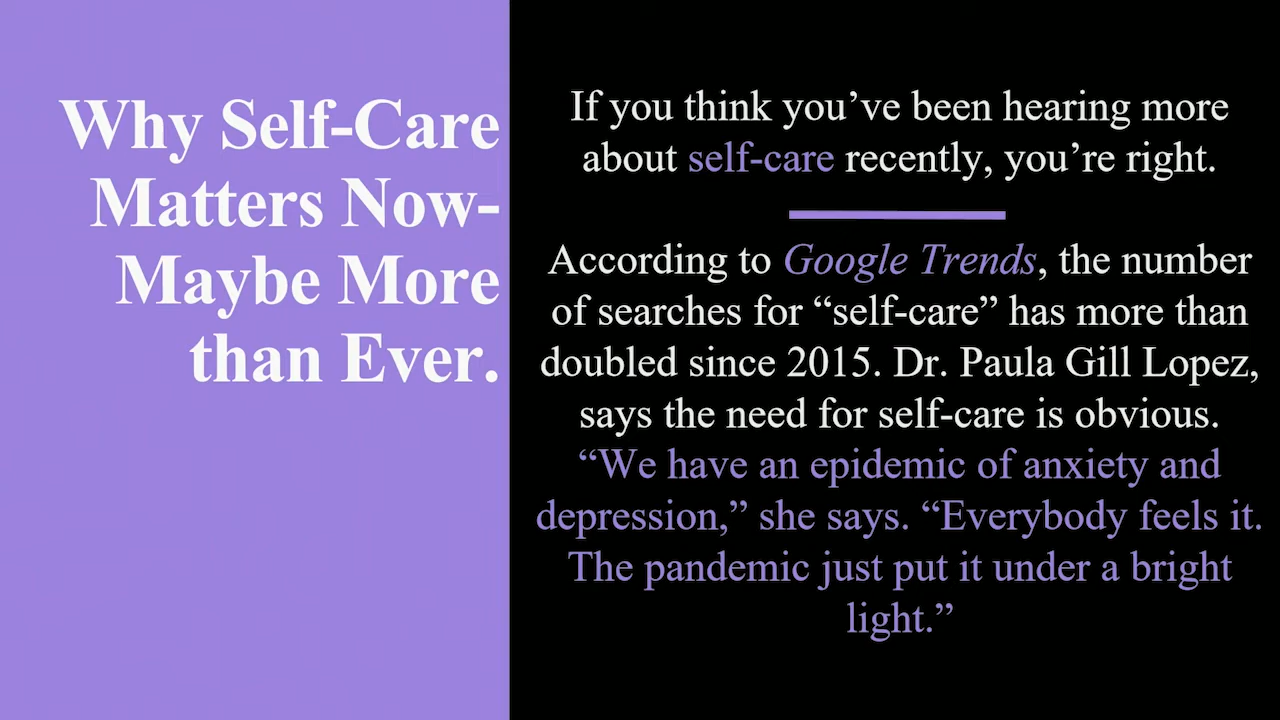 Why Self-Care
Matters Now-
Maybe More
than Ever.
If you think you’ve been hearing more
about self-care recently, you’re right.
According to Google Trends, the number
of searches for “self-care” has more than
doubled since 2015. Dr. Paula Gill Lopez,
says the need for self-care is obvious.
“We have an epidemic of anxiety and
depression,” she says. “Everybody feels it.
The pandemic just put it under a bright
light.”